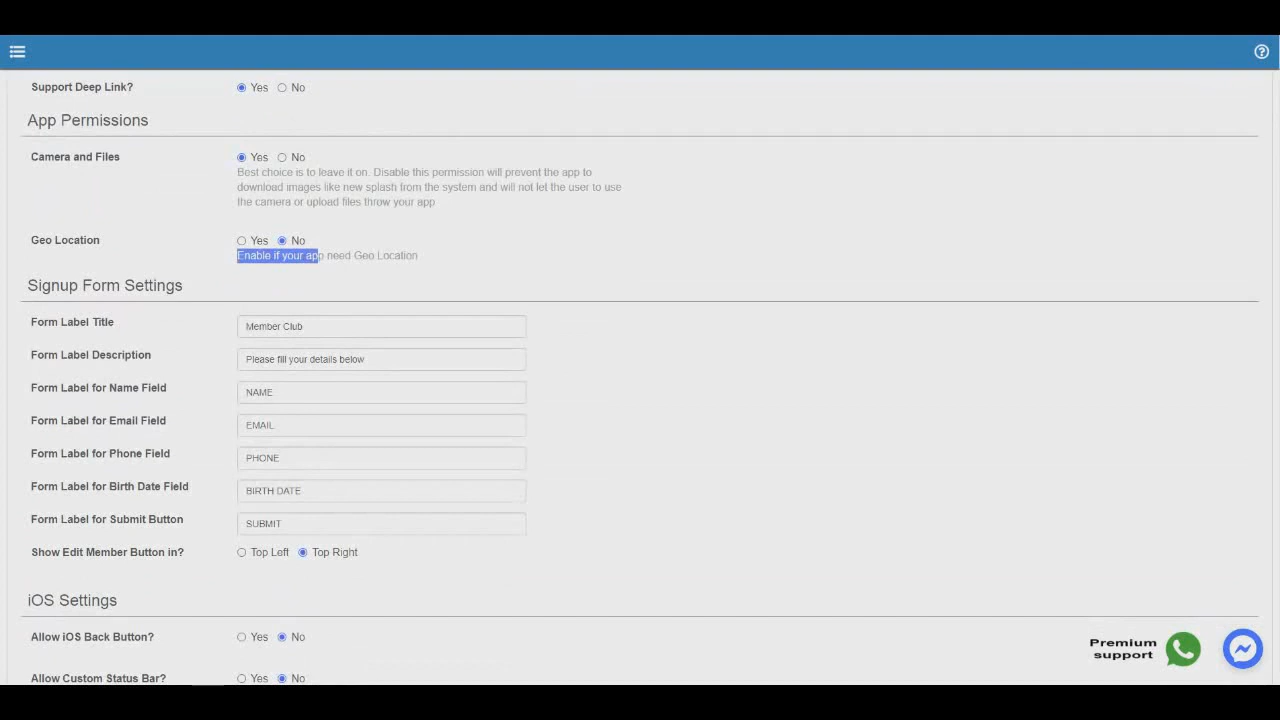 Support Deep Link? Yes No
App Permissions
Camera and Files Yes No
Best choice is to leave it on. Disable this permission will prevent the app to
download images like new splash from the system and will not let the user to use
the camera or upload files throw your app
Geo Location Yes No
Enable if your app need Geo Location
Signup Form Settings
Form Label Title Member Club
Form Label Description Please fill your details below
Form Label for Name Field NAME
Form Label for Email Field EMAIL
Form Label for Phone Field PHONE
Form Label for Birth Date Field BIRTH DATE
Form Label for Submit Button SUBMIT
Show Edit Member Button in? Top Left Top Right
iOS Settings
Allow iOS Back Button? Yes No
Premium
support
Allow Custom Status Bar? Yes No